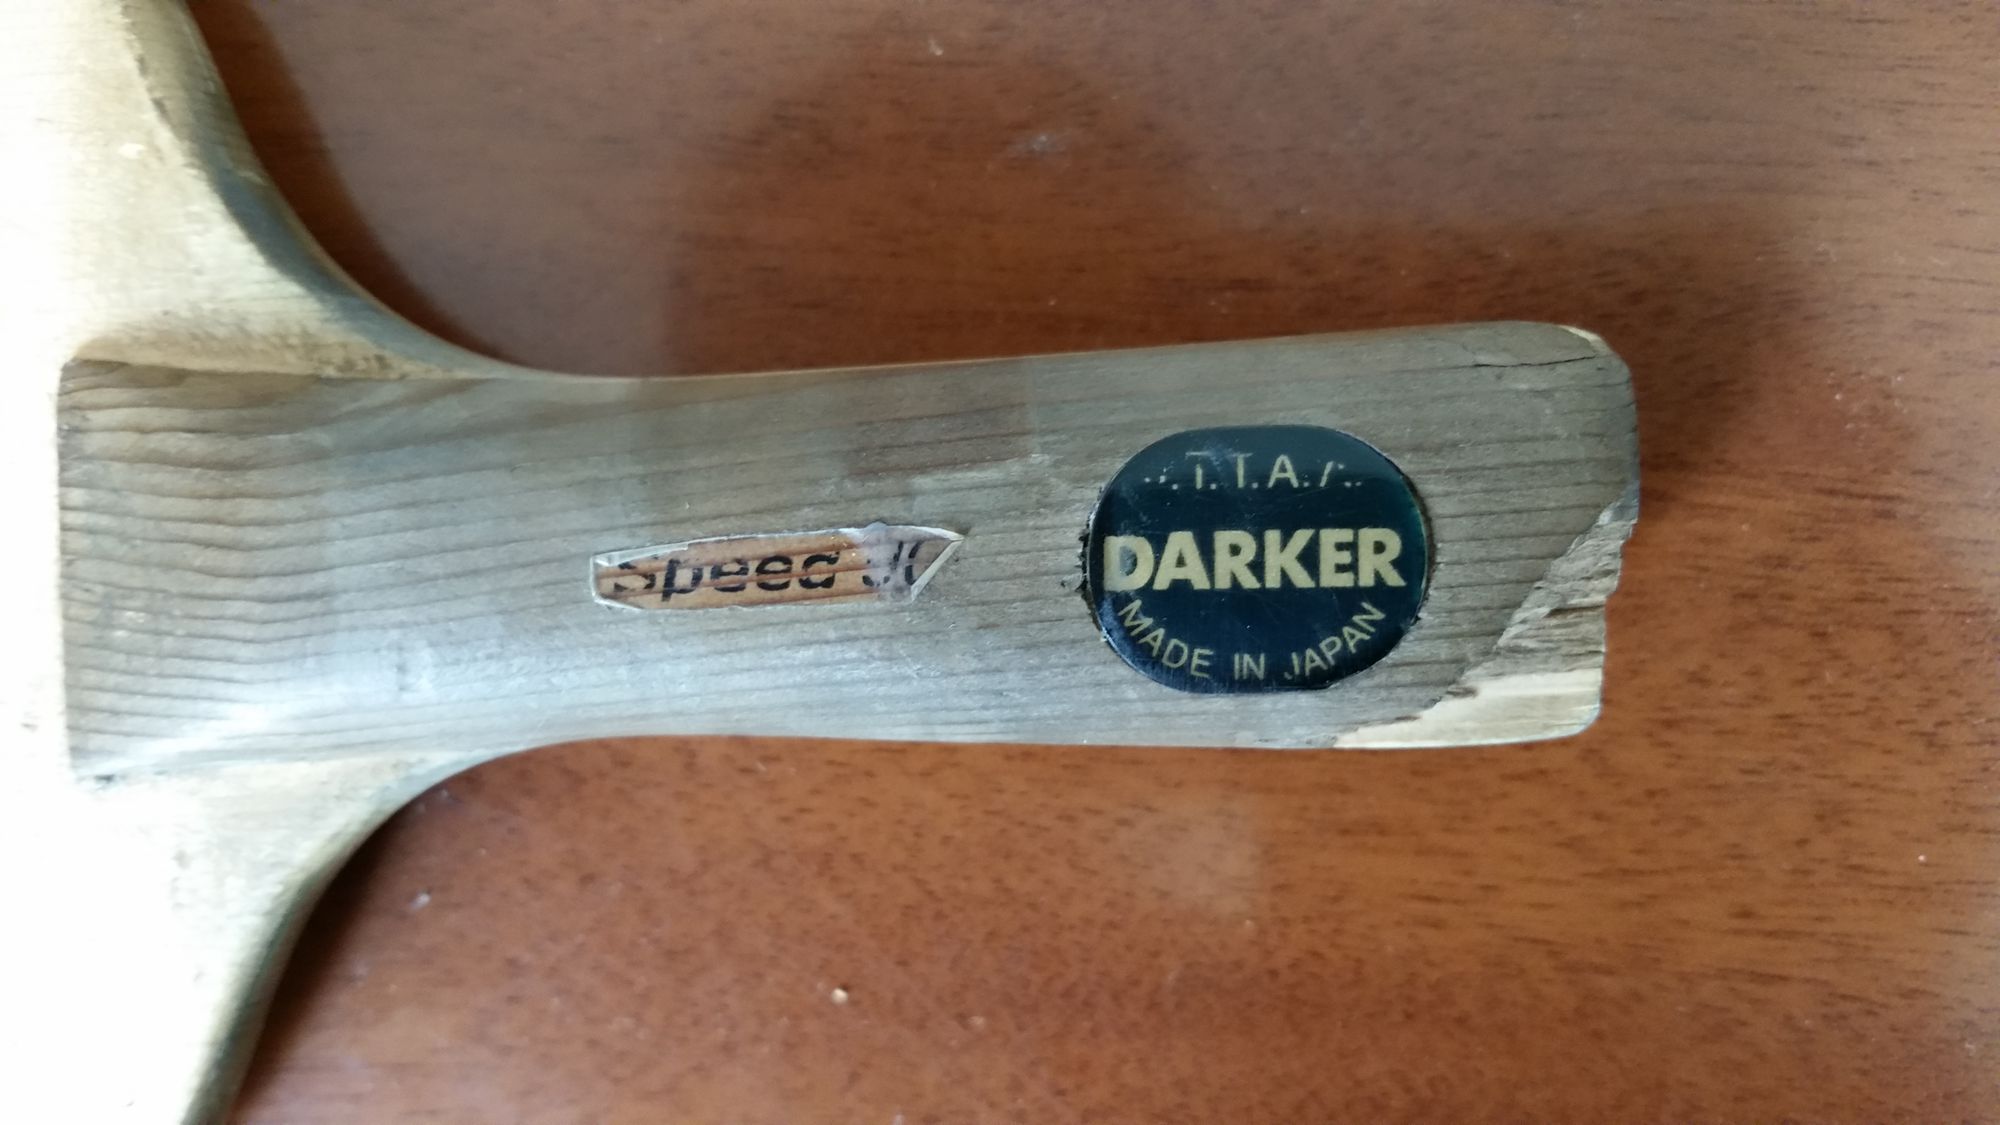 Speed
.T.T.A.A.
DARKER
MADE IN JAPAN